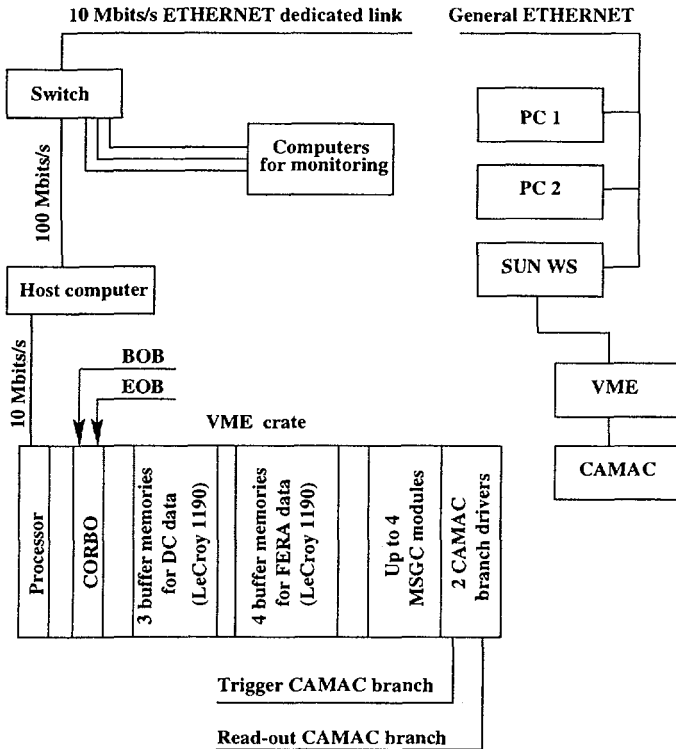 10 Mbits/s ETHERNET dedicated link
General ETHERNET
Switch
PC 1
Computers
for monitoring
PC 2
100 Mbits/s
SUN WS
Host computer
10 Mbits/s
BOB
EOB
VME
VME crate
CAMAC
Processor
CORBO
3 buffer memories
for DC data
(LeCroy 1190)
4 buffer memories
for FERA data
(LeCroy 1190)
Up to 4
MSGC modules
2 CAMAC
branch drivers
Trigger CAMAC branch
Read-out CAMAC branch